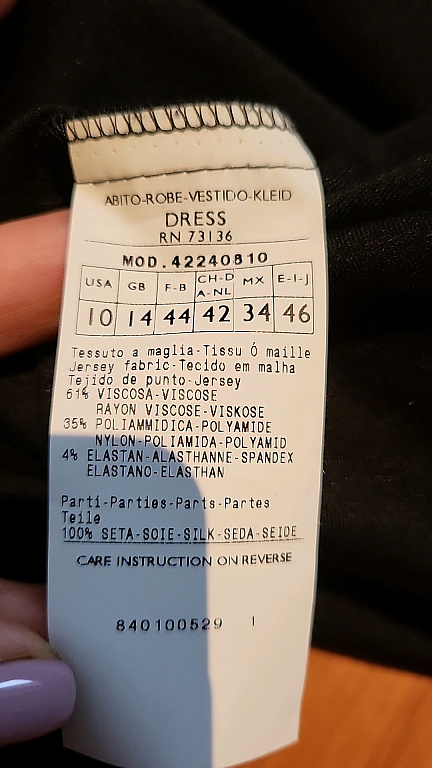 ABITO-ROBE-VESTIDO-KLEID
DRESS
RN 73136
MOD.42240810
USA GB F-B CH-D A-NL MX E-I-J
10 14 44 42 34 46
Tessuto a maglia-Tissu Ó maille
Jersey fabric-Tecido em malha
Tejido de punto-Jersey
61% VISCOSA-VISCOSE
RAYON VISCOSE-VISKOSE
35% POLIAMMIDICA-POLYAMIDE
NYLON-POLIAMIDA-POLYAMID
4% ELASTAN-ALASTHANNE-SPANDEX
ELASTANO-ELASTHAN
Parti-Parties-Parts-Partes
Teile
100% SETA-SOIE-SILK-SEDA-SEIDE
CARE INSTRUCTION ON REVERSE
840100529 1